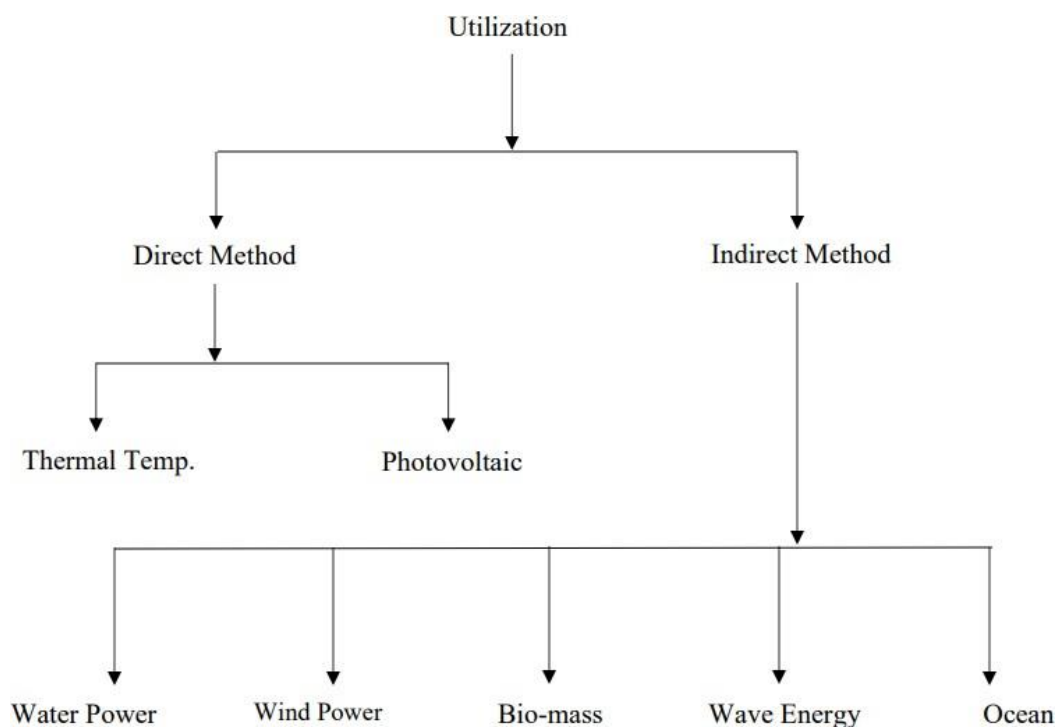 Utilization
Direct Method
Indirect Method
Thermal Temp.
Photovoltaic
Water Power
Wind Power
Bio-mass
Wave Energy
Ocean